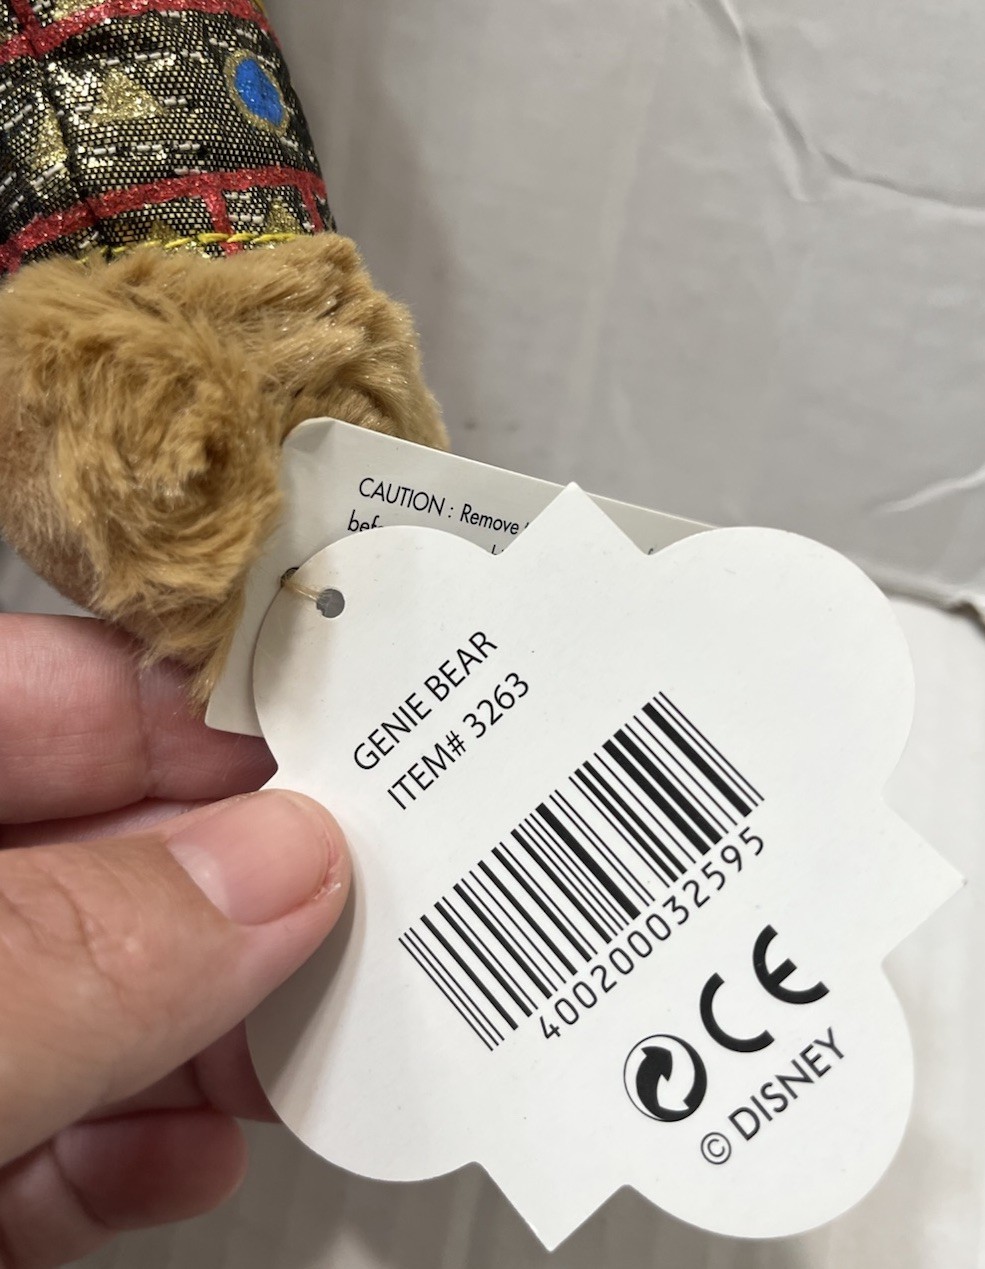 CAUTION : Remove
GENIE BEAR
ITEM# 3263
400200032595
CE
© DISNEY